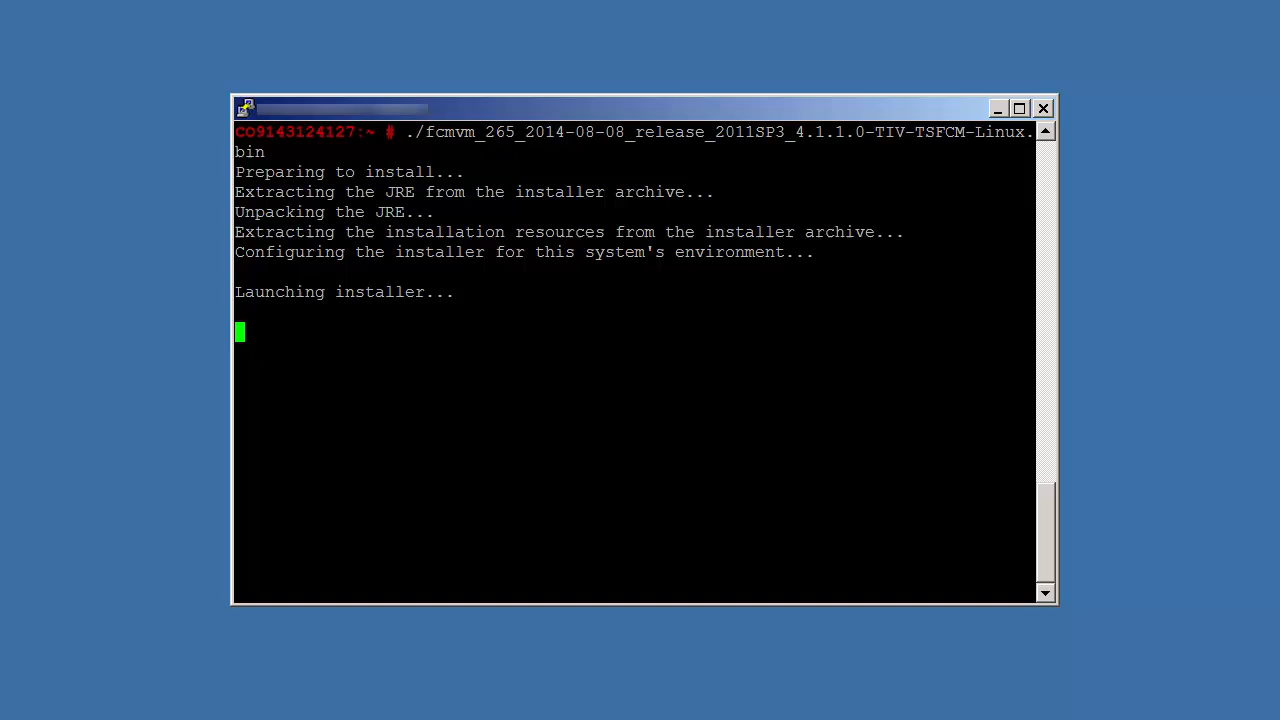 CO9143124127:~ # ./fcmvm_265_2014-08-08_release_2011SP3_4.1.1.0-TIV-TSFCM-Linux.
bin
Preparing to install...
Extracting the JRE from the installer archive...
Unpacking the JRE...
Extracting the installation resources from the installer archive...
Configuring the installer for this system's environment...
Launching installer...